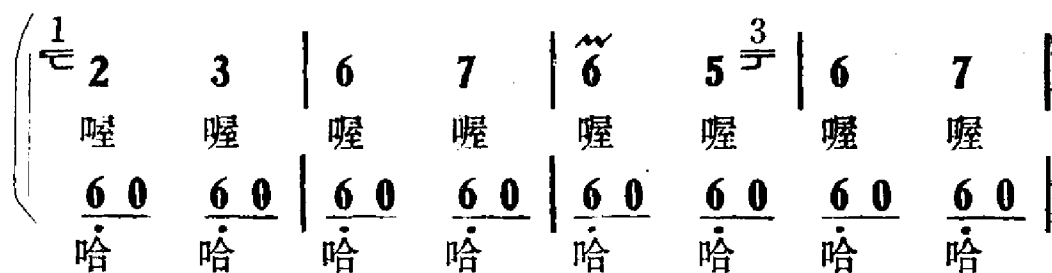 1 2 3 | 6 7 | 6 5 3 | 6 7 |
喔 喔 喔 喔 喔 喔 喔 喔
6 0 6 0 | 6 0 6 0 | 6 0 6 0 6 0 6 0 |
哈 哈 哈 哈 哈 哈 哈 哈